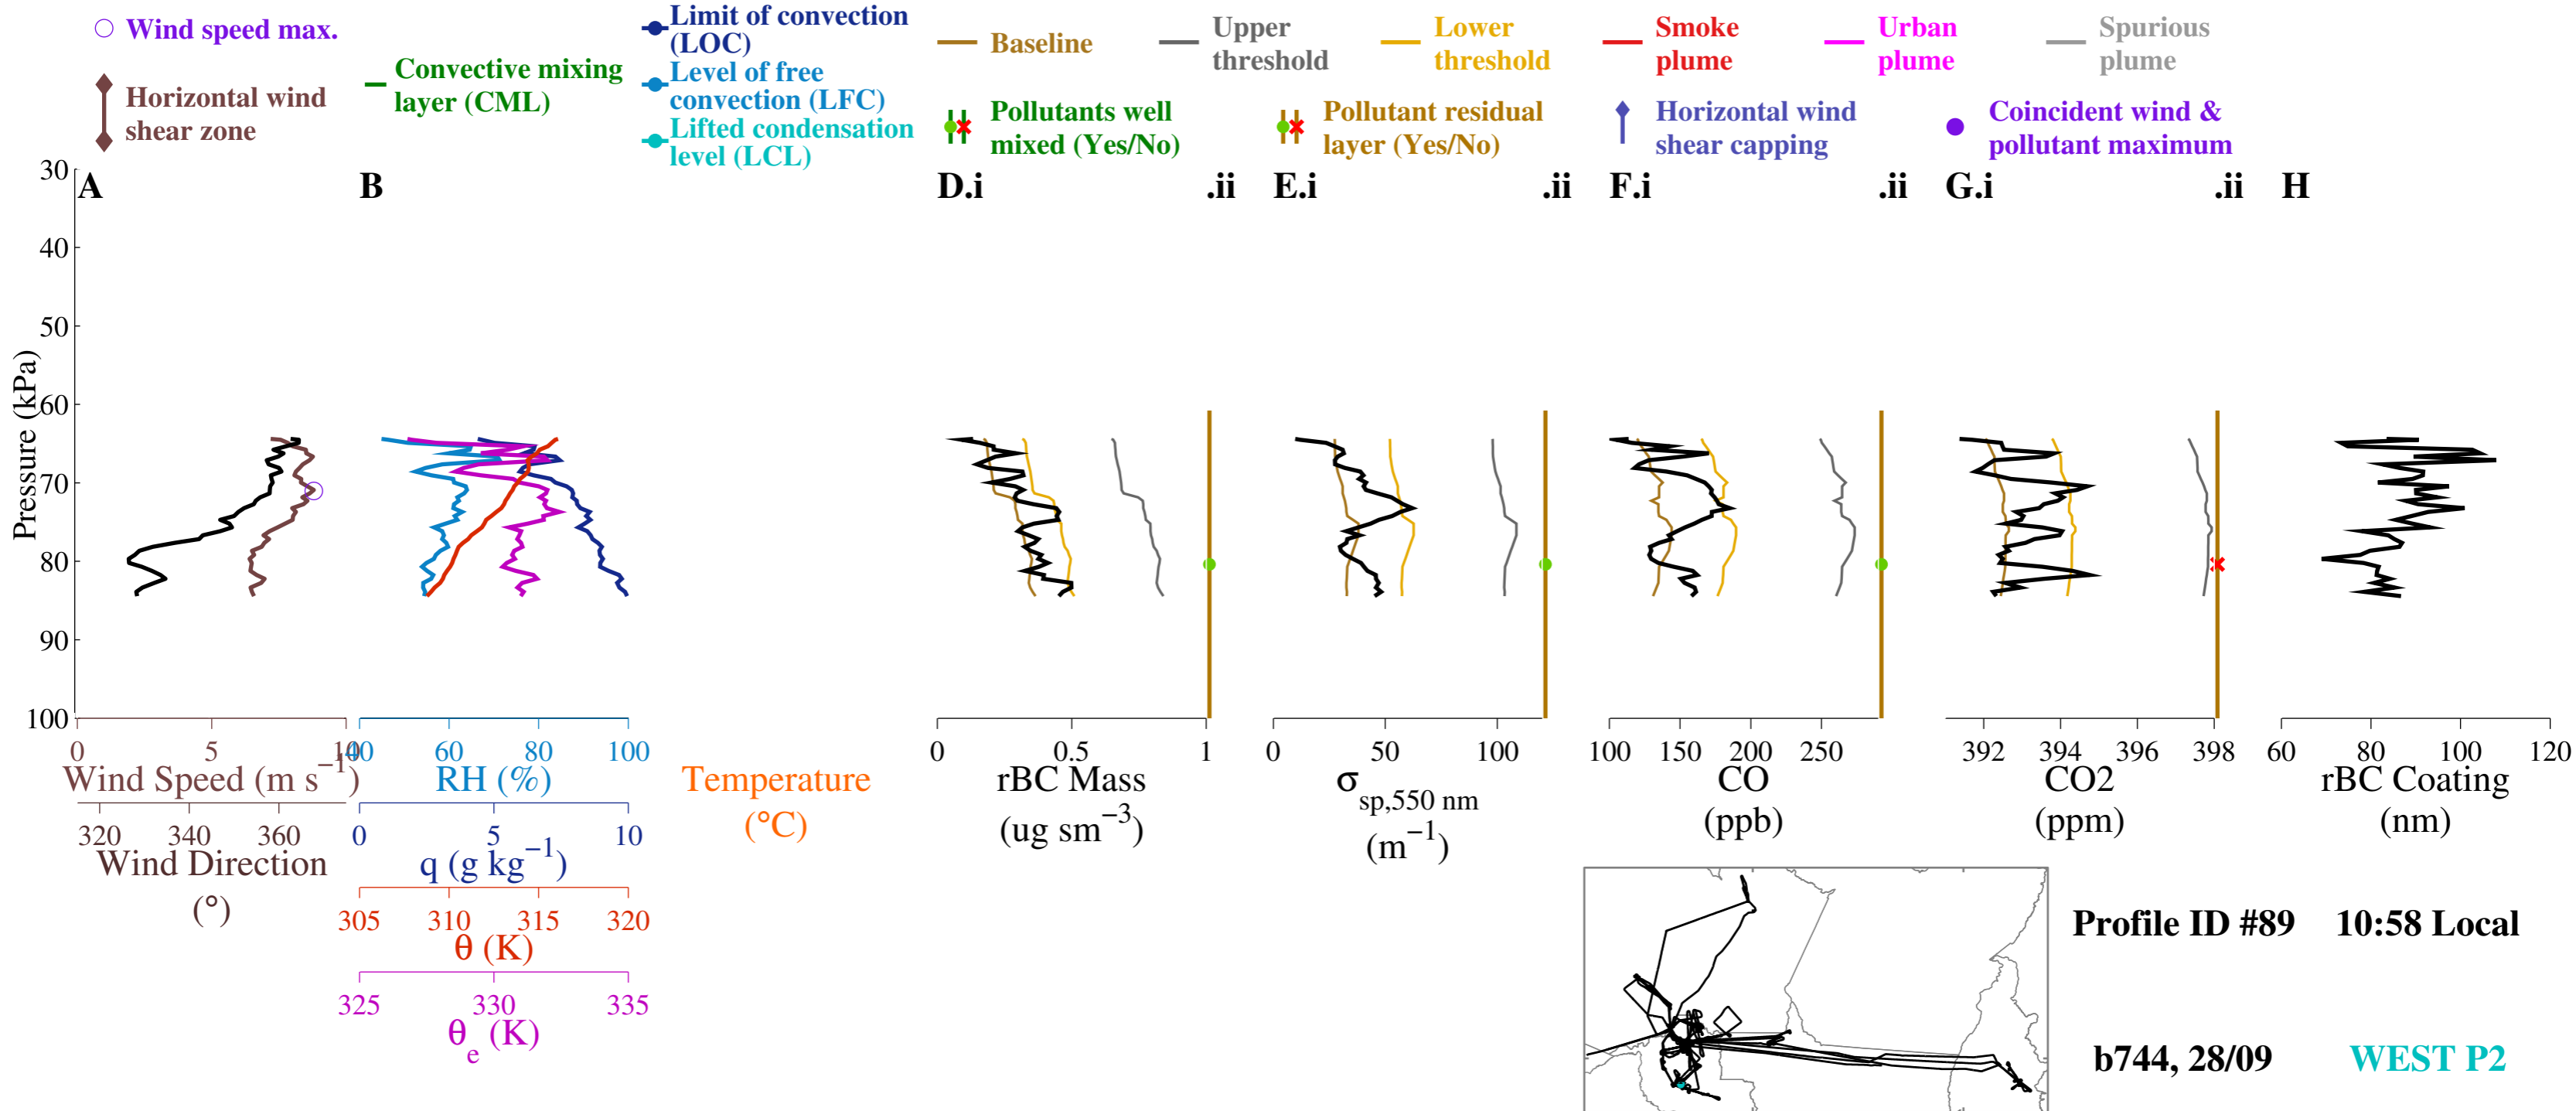 Wind speed max.
Horizontal wind
shear zone
Convective mixing
layer (CML)
Limit of convection
(LOC)
Level of free
convection (LFC)
Lifted condensation
level (LCL)
Baseline
Upper
threshold
Lower
threshold
Smoke
plume
Urban
plume
Spurious
plume
Pollutants well
mixed (Yes/No)
Pollutant residual
layer (Yes/No)
Horizontal wind
shear capping
Coincident wind &
pollutant maximum
A
B
D.i
.ii
E.i
.ii
F.i
.ii
G.i
.ii
H
Pressure (kPa)
30
40
50
60
70
80
90
100
0 5 10
Wind Speed (m s−1)
320 340 360
Wind Direction
(°)
40 60 80 100
RH (%)
0 5 10
q (g kg−1)
305 310 315 320
θ (K)
325 330 335
θe (K)
Temperature
(°C)
0 0.5 1
rBC Mass
(ug sm−3)
0 50 100
σsp,550 nm
(m−1)
100 150 200 250
CO
(ppb)
392 394 396 398
CO2
(ppm)
60 80 100 120
rBC Coating
(nm)
Profile ID #89 10:58 Local
b744, 28/09 WEST P2